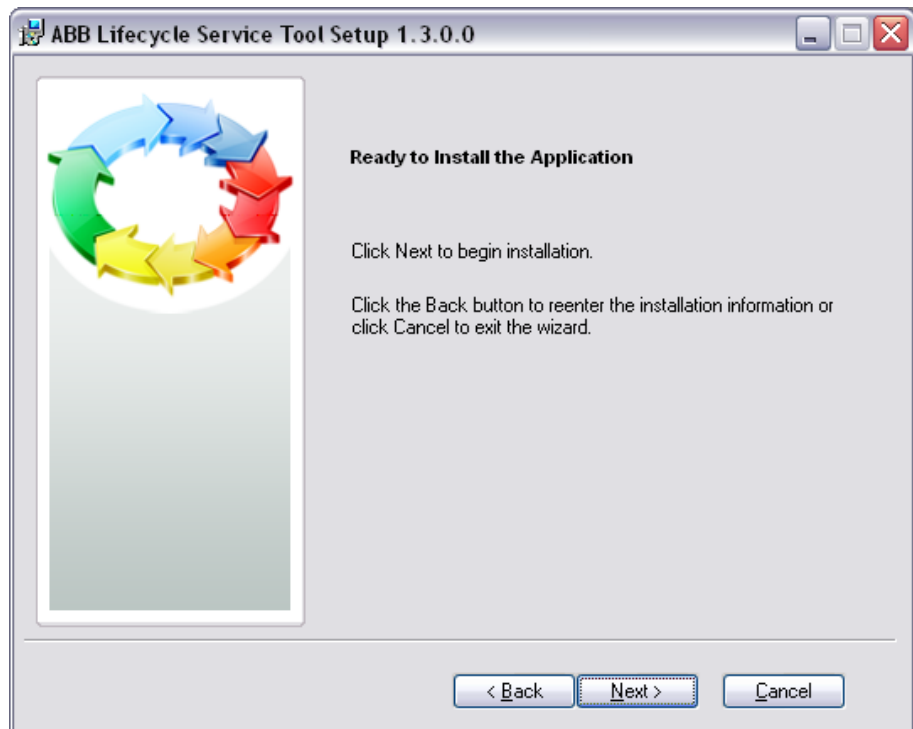 ABB Lifecycle Service Tool Setup 1.3.0.0
Ready to Install the Application
Click Next to begin installation.
Click the Back button to reenter the installation information or
click Cancel to exit the wizard.
< Back Next > Cancel